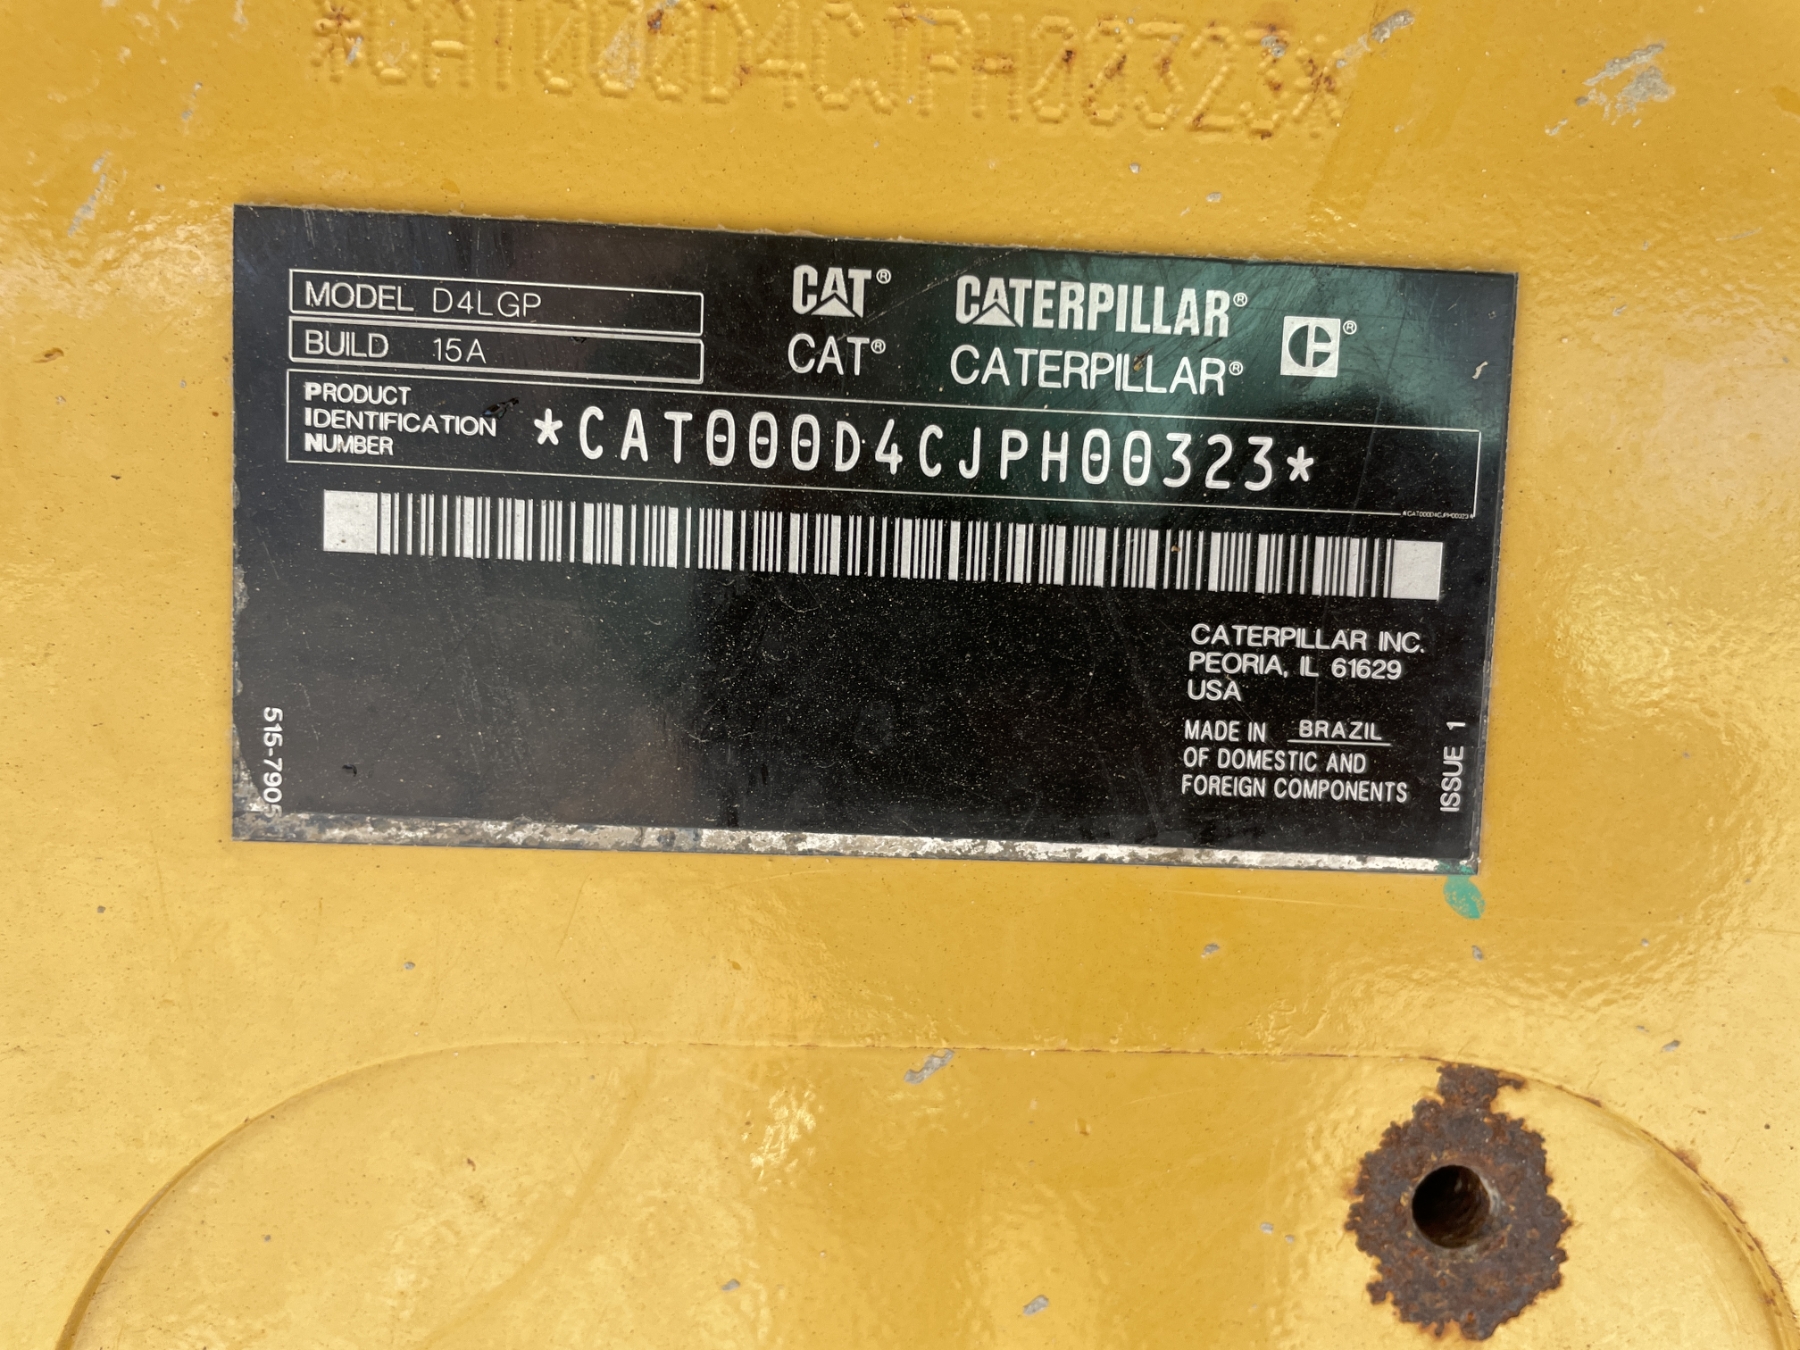 *CAT000D4CJPH00323*
MODEL D4LGP
BUILD 15A
CAT® CATERPILLAR®
CAT® CATERPILLAR®
PRODUCT
IDENTIFICATION
NUMBER
*CAT000D4CJPH00323*
*CAT000D4CJPH00323*
CATERPILLAR INC.
PEORIA, IL 61629
USA
MADE IN BRAZIL
OF DOMESTIC AND
FOREIGN COMPONENTS
515-7905
ISSUE 1